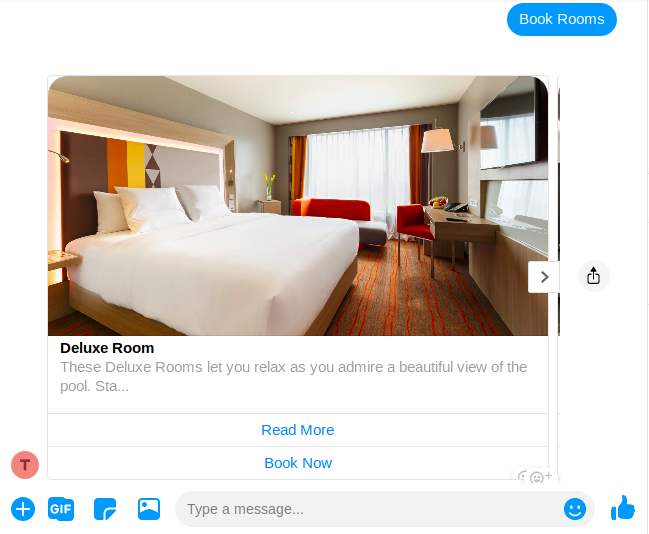 Book Rooms
Deluxe Room
These Deluxe Rooms let you relax as you admire a beautiful view of the
pool. Sta...
Read More
Book Now
T
GIF
Type a message...